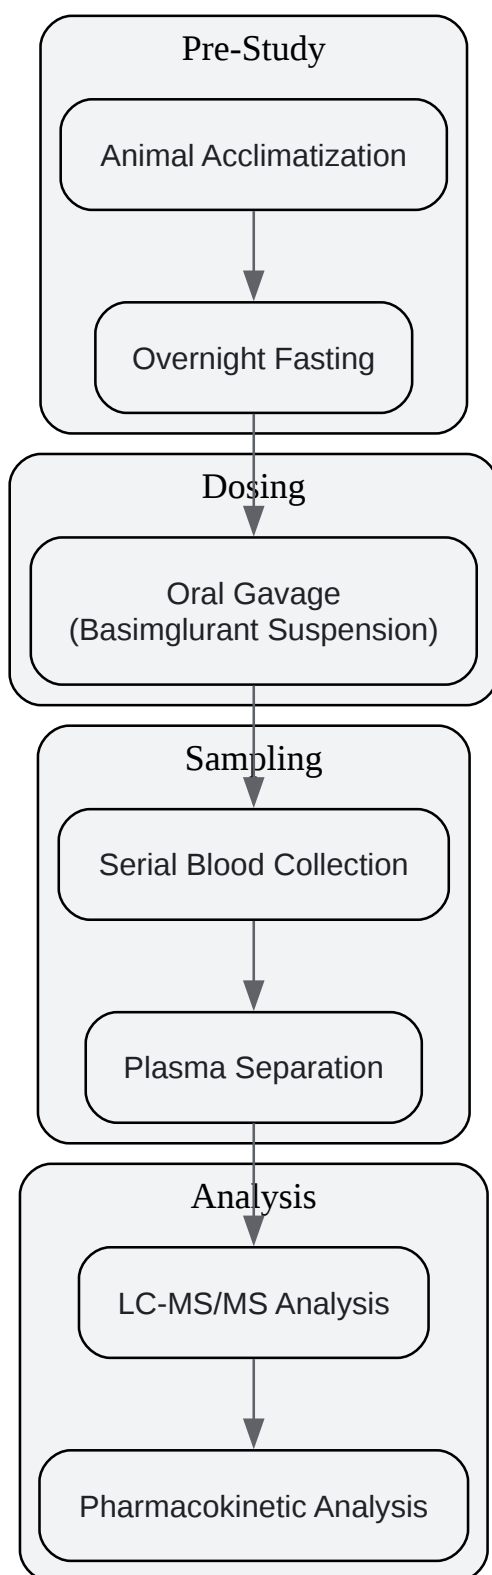 Pre-Study
Animal Acclimatization
Overnight Fasting
Dosing
Oral Gavage
(Basimglurant Suspension)
Sampling
Serial Blood Collection
Plasma Separation
Analysis
LC-MS/MS Analysis
Pharmacokinetic Analysis